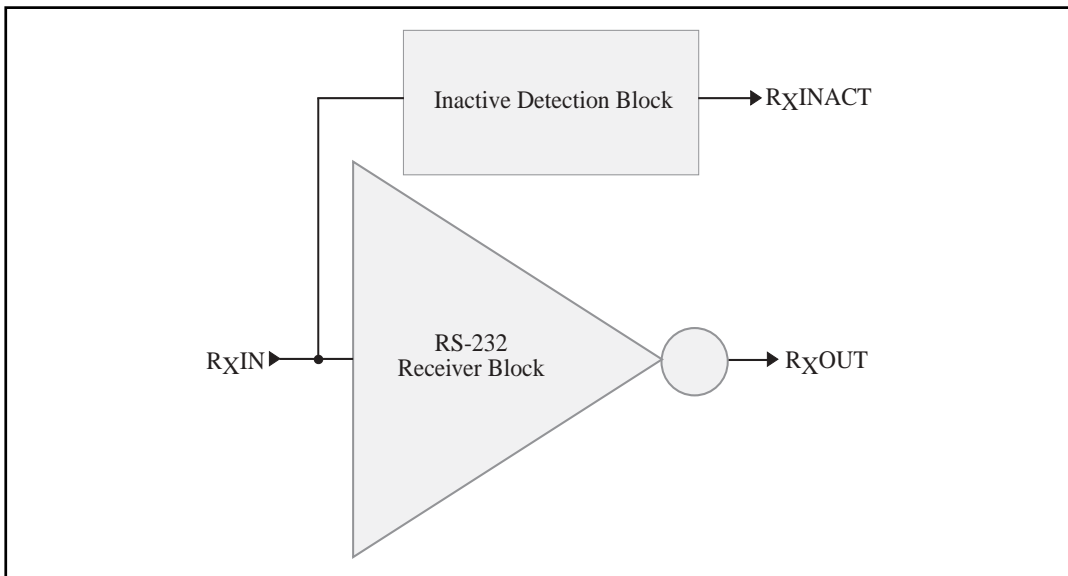 Inactive Detection Block
RXINACT
RS-232
Receiver Block
RXIN
RXOUT